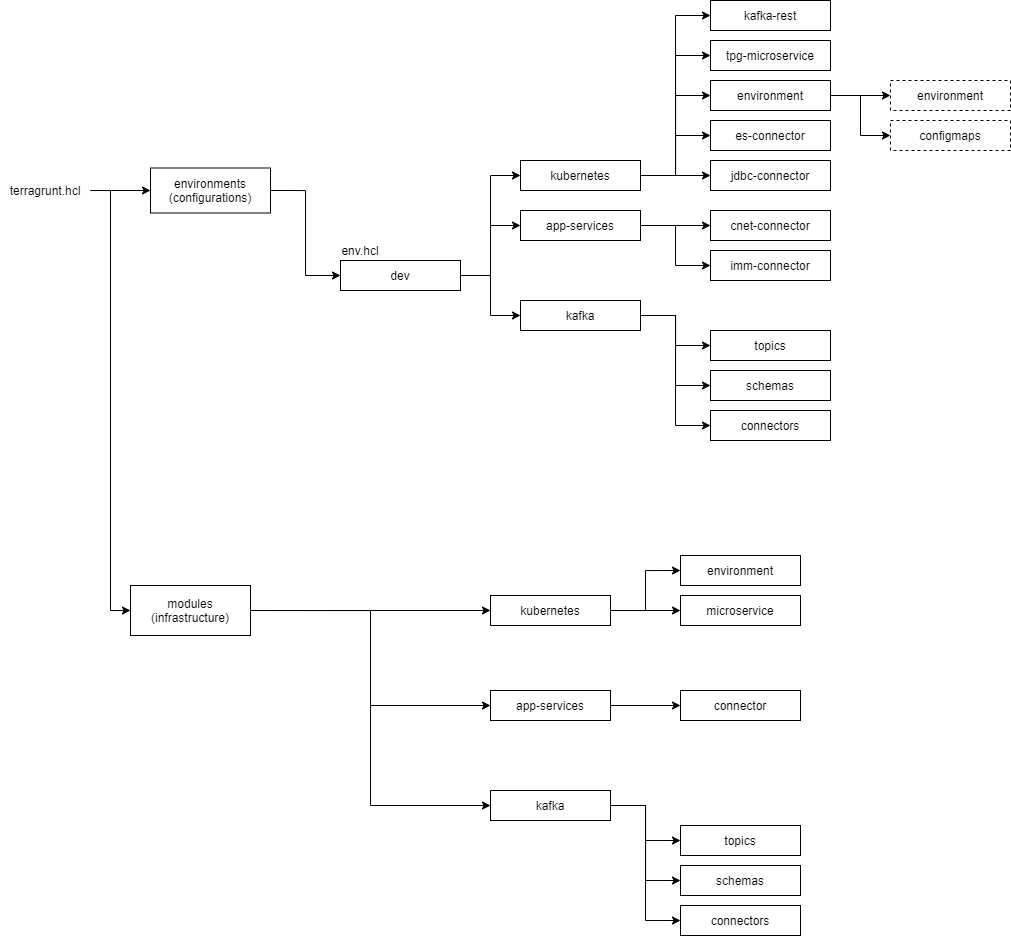 terragrunt.hcl
environments
(configurations)
env.hcl
dev
kubernetes
kafka-rest
tpg-microservice
environment
environment
configmaps
es-connector
jdbc-connector
app-services
cnet-connector
imm-connector
kafka
topics
schemas
connectors
modules
(infrastructure)
kubernetes
environment
microservice
app-services
connector
kafka
topics
schemas
connectors